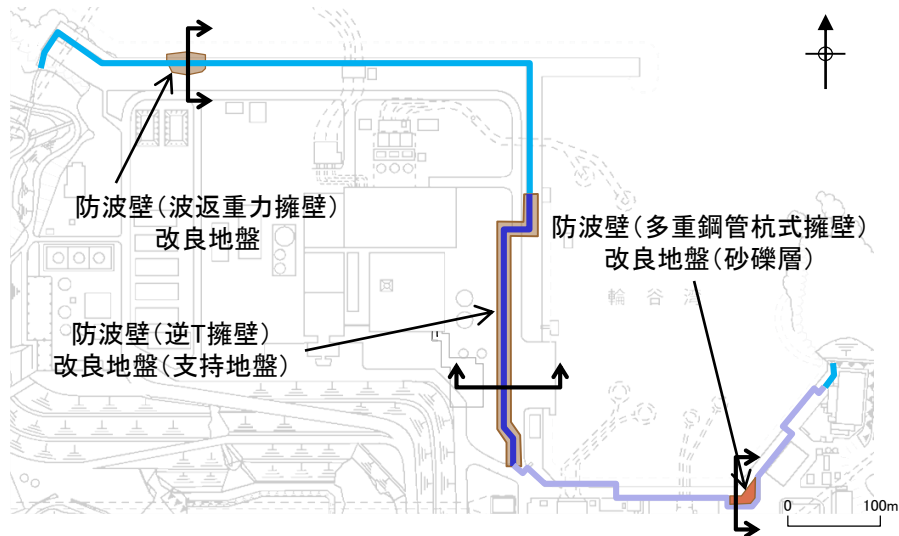 防波壁(波返重力擁壁)
改良地盤
防波壁(多重鋼管杭式擁壁)
改良地盤(砂礫層)
輪谷湾
防波壁(逆T擁壁)
改良地盤(支持地盤)
0 100m